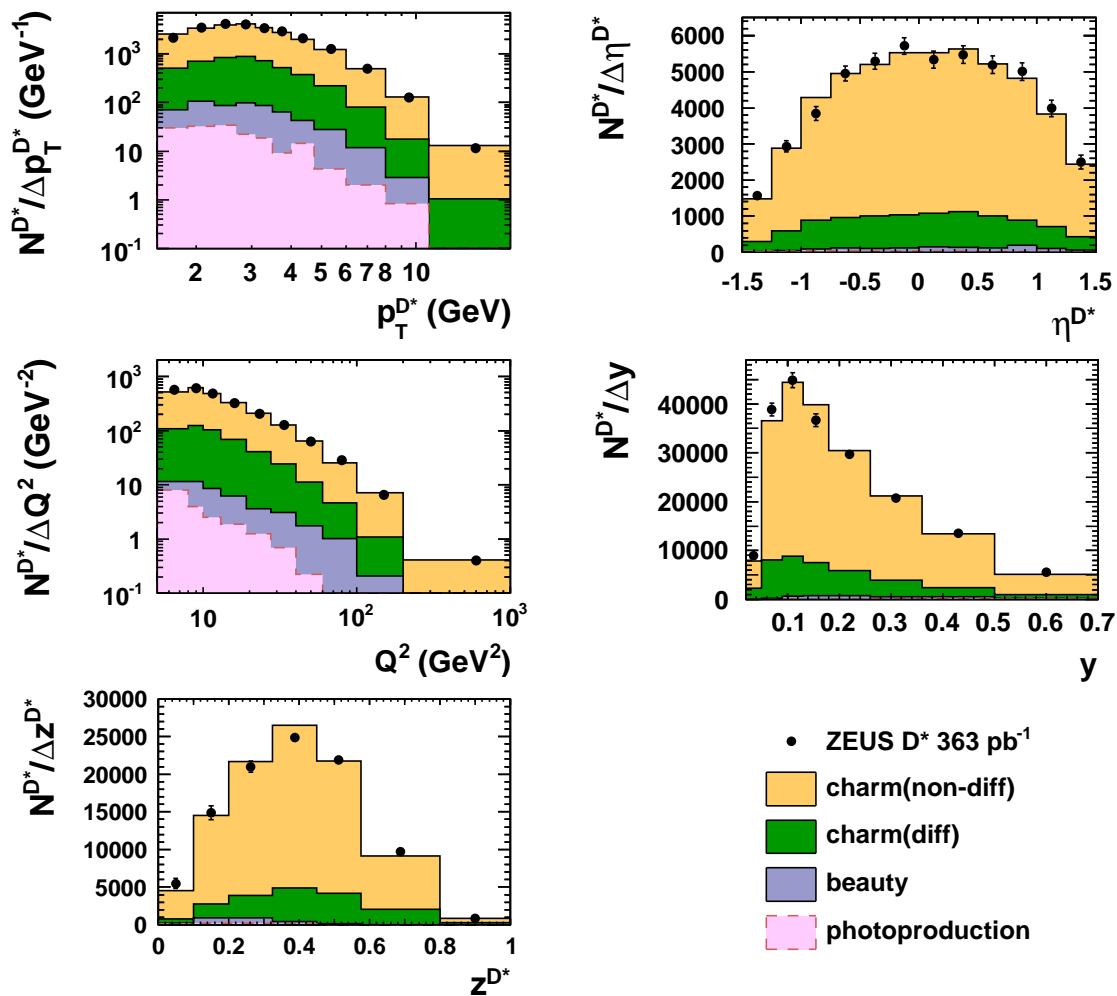 N^D*/Δp_T^D* (GeV^-1)
10^3
10^2
10
1
10^-1
2 3 4 5 6 7 8 10
p_T^D* (GeV)
N^D*/Δη^D*
6000
5000
4000
3000
2000
1000
0
-1.5 -1 -0.5 0 0.5 1 1.5
η^D*
N^D*/ΔQ^2 (GeV^-2)
10^3
10^2
10
1
10^-1
10 10^2 10^3
Q^2 (GeV^2)
N^D*/Δy
40000
30000
20000
10000
0
0.1 0.2 0.3 0.4 0.5 0.6 0.7
y
N^D*/Δz^D*
30000
25000
20000
15000
10000
5000
0
0 0.2 0.4 0.6 0.8 1
z^D*
ZEUS D* 363 pb^-1
charm(non-diff)
charm(diff)
beauty
photoproduction